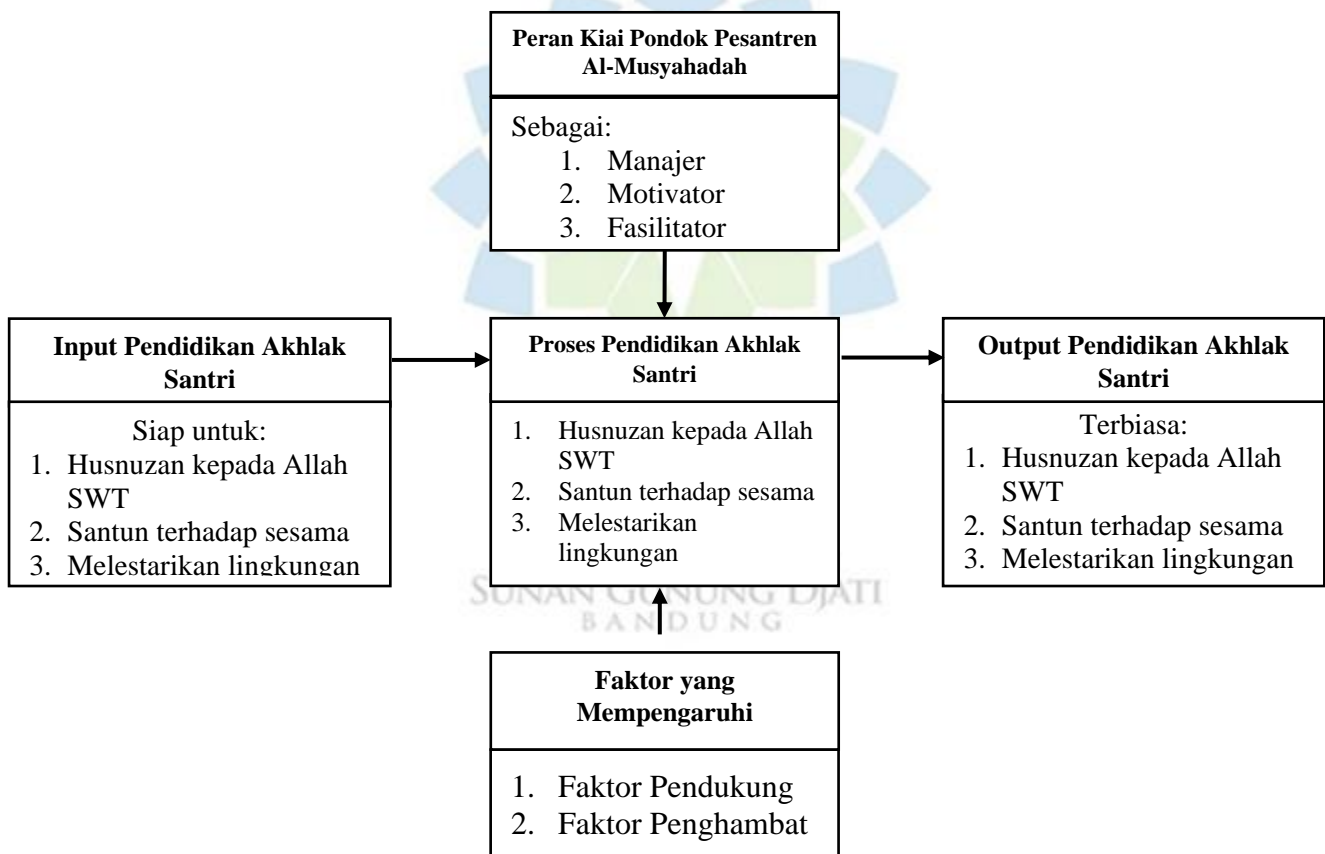 Peran Kiai Pondok Pesantren
Al-Musyahadah
Sebagai:
1. Manajer
2. Motivator
3. Fasilitator
Input Pendidikan Akhlak
Santri
Siap untuk:
1. Husnuzan kepada Allah
SWT
2. Santun terhadap sesama
3. Melestarikan lingkungan
Proses Pendidikan Akhlak
Santri
1. Husnuzan kepada Allah
SWT
2. Santun terhadap sesama
3. Melestarikan
lingkungan
Output Pendidikan Akhlak
Santri
Terbiasa:
1. Husnuzan kepada Allah
SWT
2. Santun terhadap sesama
3. Melestarikan lingkungan
SUNAN GUNUNG DJATI
BANDUNG
Faktor yang
Mempengaruhi
1. Faktor Pendukung
2. Faktor Penghambat